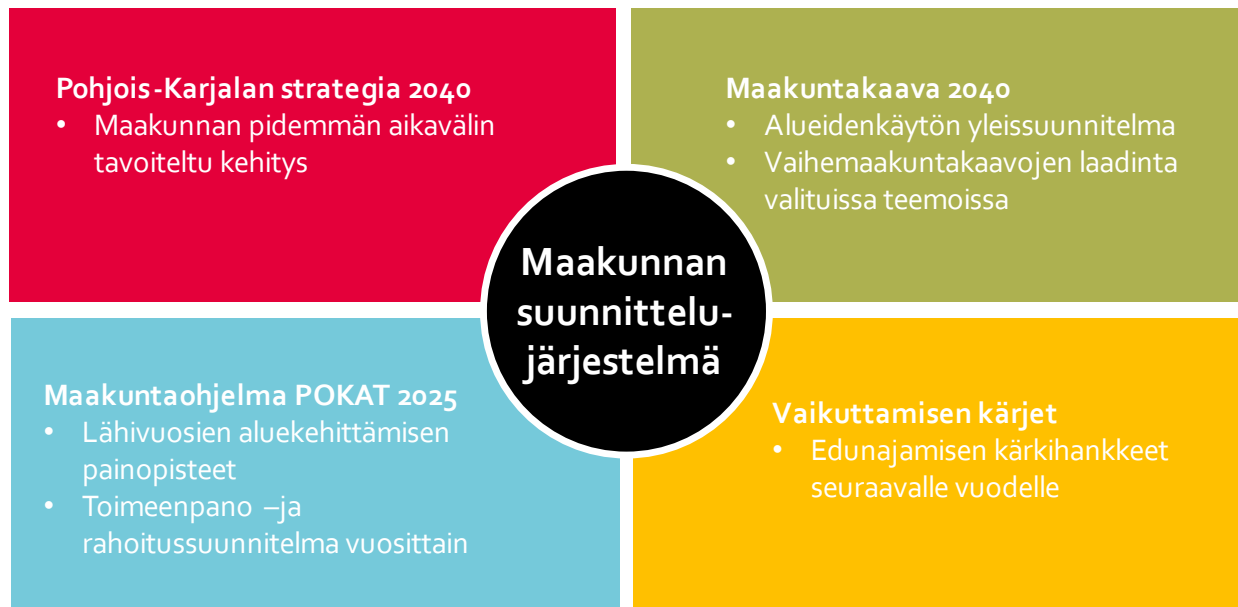 Pohjois-Karjalan strategia 2040
• Maakunnan pidemmän aikavälin
tavoiteltu kehitys
Maakuntakaava 2040
• Alueidenkäytön yleissuunnitelma
• Vaihemaakuntakaavojen laadinta
valituissa teemoissa
Maakunnan
suunnittelu-
järjestelmä
Maakuntaohjelma POKAT 2025
• Lähivuosien aluekehittämisen
painopisteet
• Toimeenpano –ja
rahoitussuunnitelma vuosittain
Vaikuttamisen kärjet
• Edunajamisen kärkihankkeet
seuraavalle vuodelle